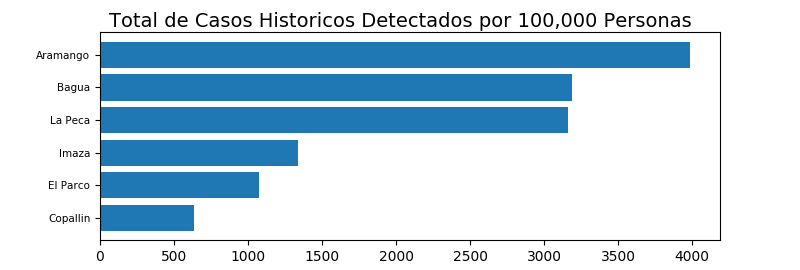 Total de Casos Historicos Detectados por 100,000 Personas
Aramango
Bagua
La Peca
Imaza
El Parco
Copallin
0 500 1000 1500 2000 2500 3000 3500 4000